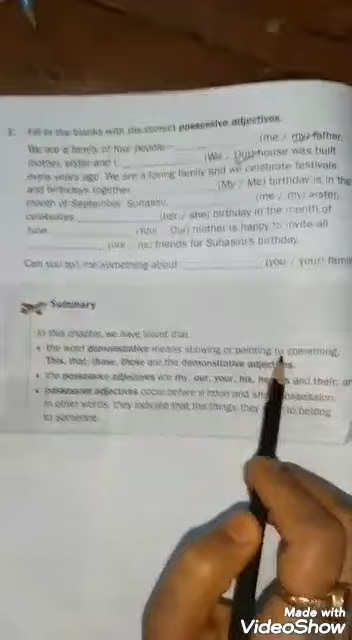 E. Fill in the blanks with the correct possessive adjectives.
We are a family of four people (me / my) father,
mother, sister and I. (We / Our) house was built
many years ago. We are a loving family and we celebrate festivals
and birthdays together. (My / Me) birthday is in the
month of September. Suhasini, (me / my) sister,
celebrates (her / she) birthday in the month of
June. Our) mother is happy to invite all
friends for Suhasini's birthday.
Can you tell me something about (you / your) family
Summary
In this chapter, we have learnt that
• the word demonstrative means showing or pointing to something.
This, that, these, those are the demonstrative adjectives.
• the possessive adjectives are my, our, your, his, and their.
• possessive adjectives occur before a noun and possession.
In other words, they indicate that the things they to belong
to someone.
Made with
VideoShow